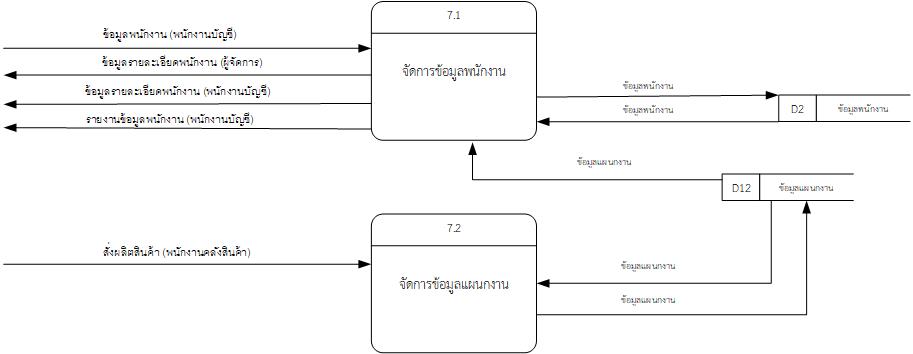 7.1
ข้อมูลพนักงาน (พนักงานบัญชี)
ข้อมูลรายละเอียดพนักงาน (ผู้จัดการ)
จัดการข้อมูลพนักงาน
ข้อมูลรายละเอียดพนักงาน (พนักงานบัญชี)
รายงานข้อมูลพนักงาน (พนักงานบัญชี)
ข้อมูลพนักงาน
ข้อมูลพนักงาน
D2 ข้อมูลพนักงาน
ข้อมูลแผนกงาน
D12 ข้อมูลแผนกงาน
7.2
สั่งผลิตสินค้า (พนักงานคลังสินค้า)
จัดการข้อมูลแผนกงาน
ข้อมูลแผนกงาน
ข้อมูลแผนกงาน